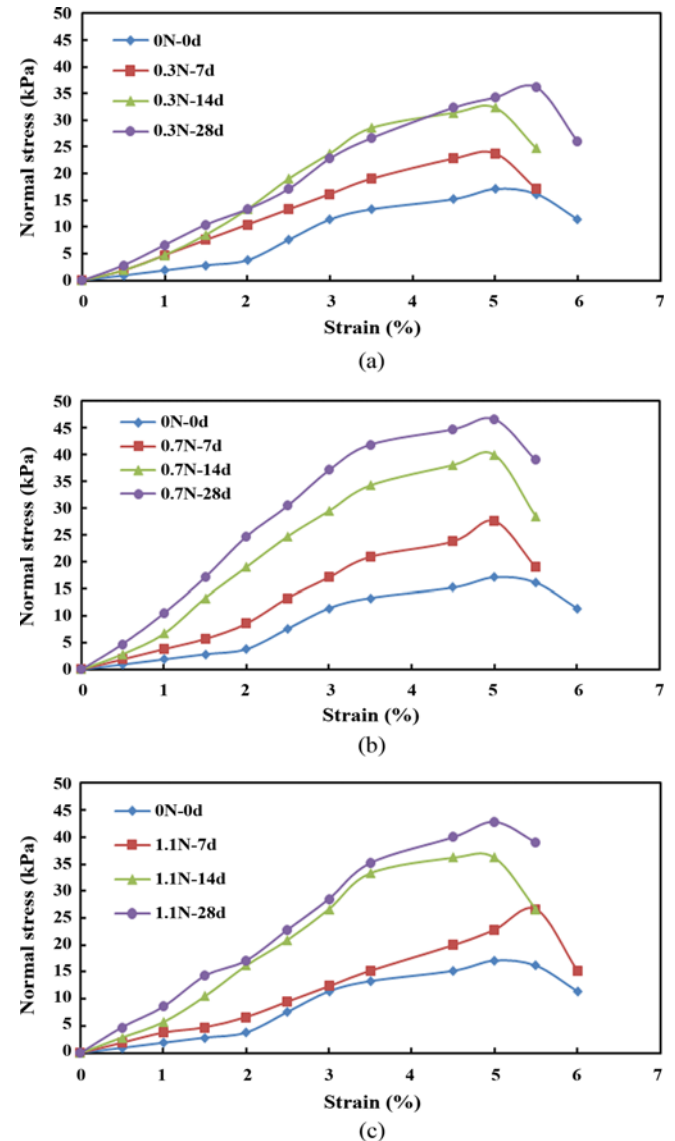 50
45
40
35
30
25
20
15
10
5
0
Normal stress (kPa)
0N-0d
0.3N-7d
0.3N-14d
0.3N-28d
0 1 2 3 4 5 6 7
Strain (%)
(a)
50
45
40
35
30
25
20
15
10
5
0
Normal stress (kPa)
0N-0d
0.7N-7d
0.7N-14d
0.7N-28d
0 1 2 3 4 5 6 7
Strain (%)
(b)
50
45
40
35
30
25
20
15
10
5
0
Normal stress (kPa)
0N-0d
1.1N-7d
1.1N-14d
1.1N-28d
0 1 2 3 4 5 6 7
Strain (%)
(c)